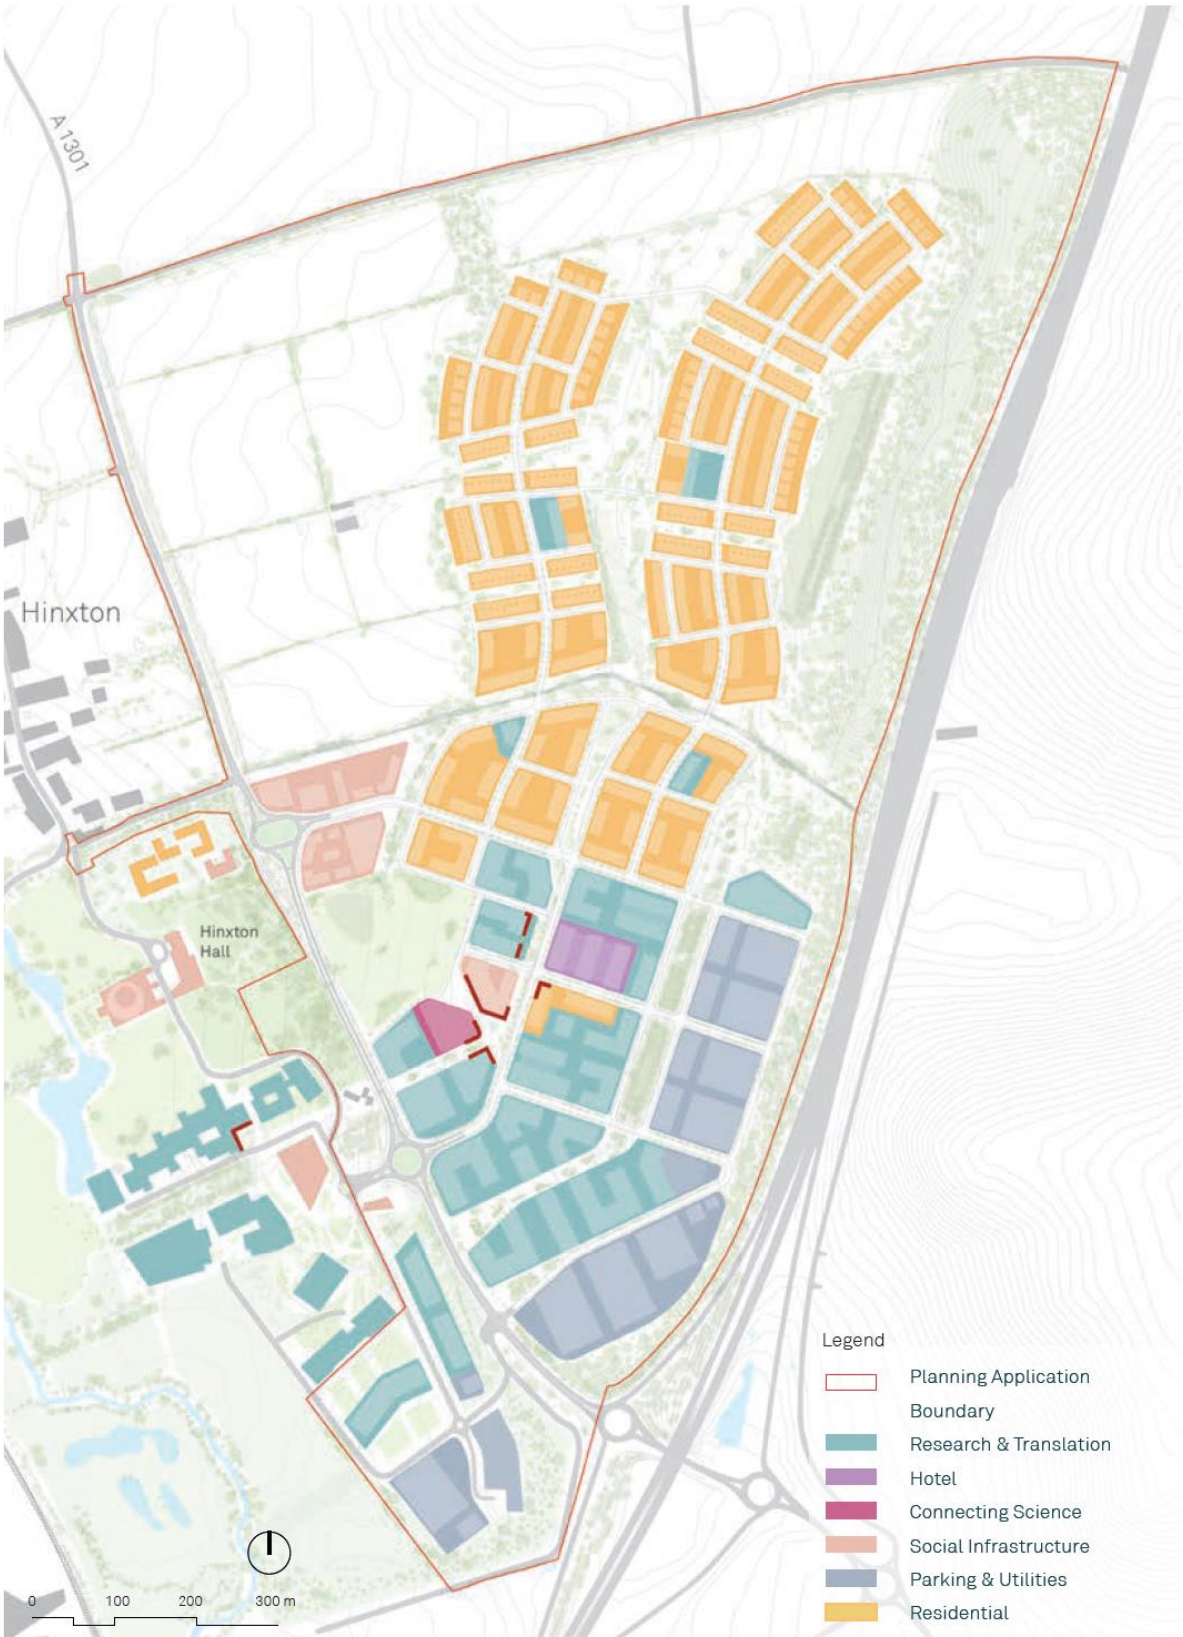 A 1301
Hinxton
Hinxton
Hall
Legend
Planning Application
Boundary
Research & Translation
Hotel
Connecting Science
Social Infrastructure
Parking & Utilities
Residential
0 100 200 300 m